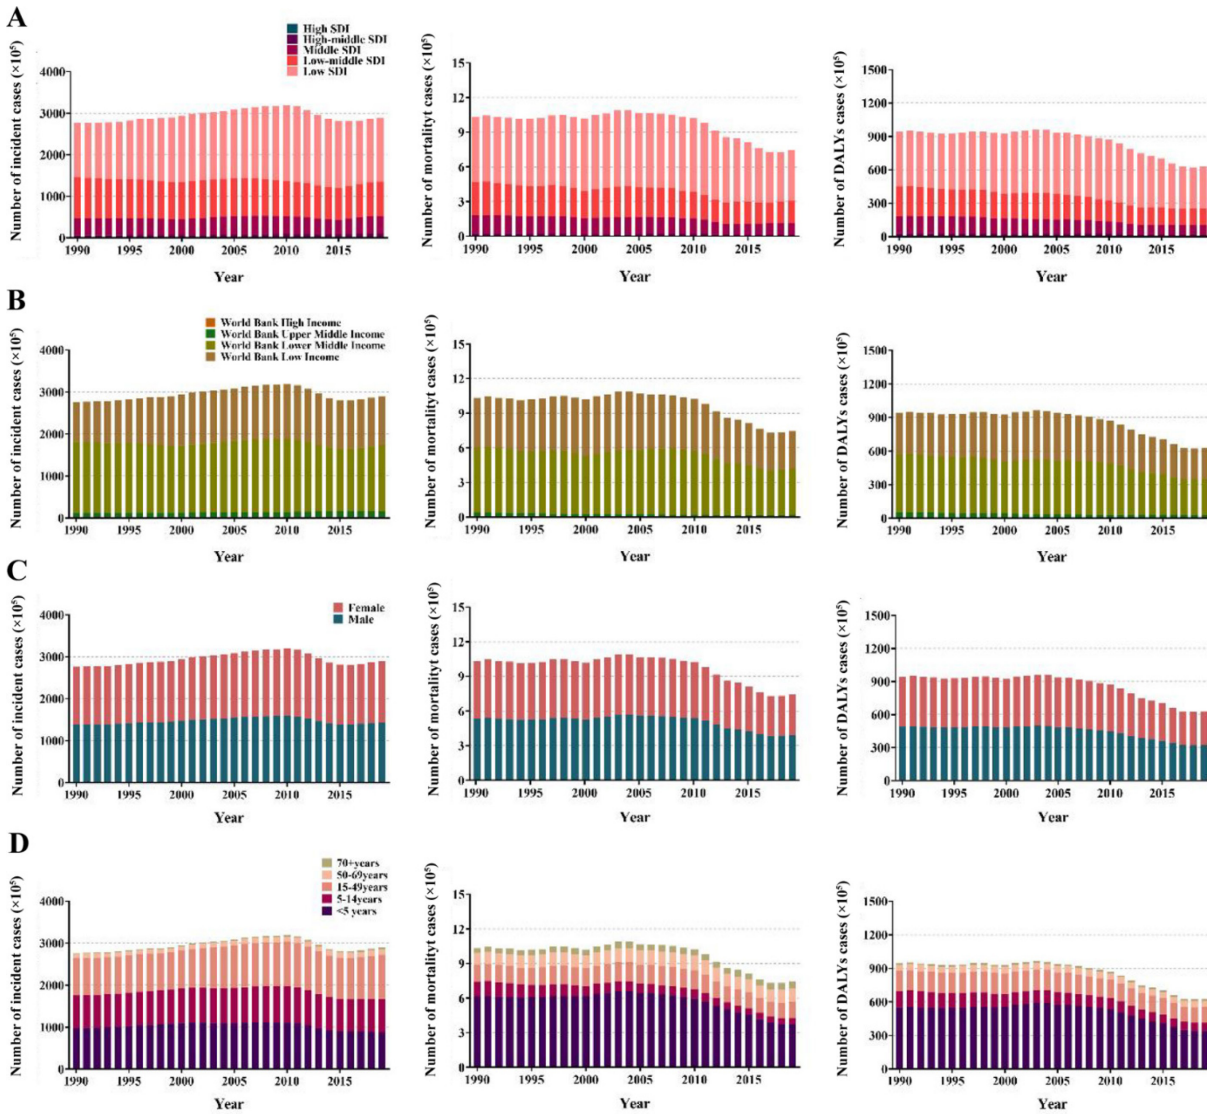 A
High SDI
High-middle SDI
Middle SDI
Low-middle SDI
Low SDI
Number of incident cases (×10⁵)
4000
3000
2000
1000
0
1990 1995 2000 2005 2010 2015
Year
Number of mortalityt cases (×10⁵)
15
12
9
6
3
0
1990 1995 2000 2005 2010 2015
Year
Number of DALYs cases (×10⁵)
1500
1200
900
600
300
0
1990 1995 2000 2005 2010 2015
Year
B
World Bank High Income
World Bank Upper Middle Income
World Bank Lower Middle Income
World Bank Low Income
Number of incident cases (×10⁵)
4000
3000
2000
1000
0
1990 1995 2000 2005 2010 2015
Year
Number of mortalityt cases (×10⁵)
15
12
9
6
3
0
1990 1995 2000 2005 2010 2015
Year
Number of DALYs cases (×10⁵)
1500
1200
900
600
300
0
1990 1995 2000 2005 2010 2015
Year
C
Female
Male
Number of incident cases (×10⁵)
4000
3000
2000
1000
0
1990 1995 2000 2005 2010 2015
Year
Number of mortalityt cases (×10⁵)
15
12
9
6
3
0
1990 1995 2000 2005 2010 2015
Year
Number of DALYs cases (×10⁵)
1500
1200
900
600
300
0
1990 1995 2000 2005 2010 2015
Year
D
70+years
50-69years
15-49years
5-14years
<5 years
Number of incident cases (×10⁵)
4000
3000
2000
1000
0
1990 1995 2000 2005 2010 2015
Year
Number of mortalityt cases (×10⁵)
15
12
9
6
3
0
1990 1995 2000 2005 2010 2015
Year
Number of DALYs cases (×10⁵)
1500
1200
900
600
300
0
1990 1995 2000 2005 2010 2015
Year